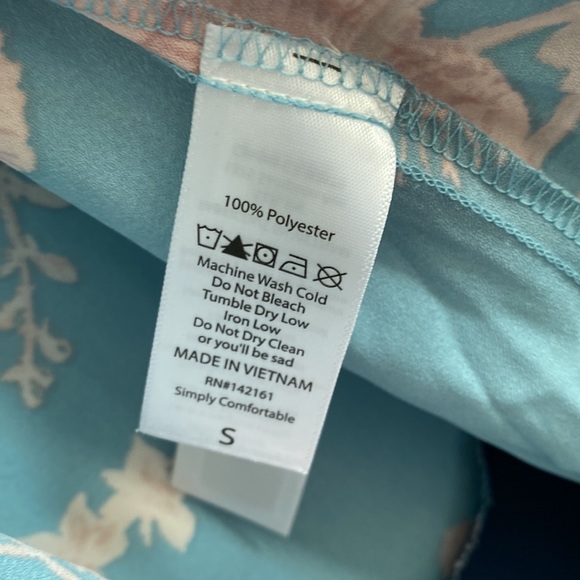 100% Polyester
Machine Wash Cold
Do Not Bleach
Tumble Dry Low
Iron Low
Do Not Dry Clean
or you'll be sad
MADE IN VIETNAM
RN#142161
Simply Comfortable
S